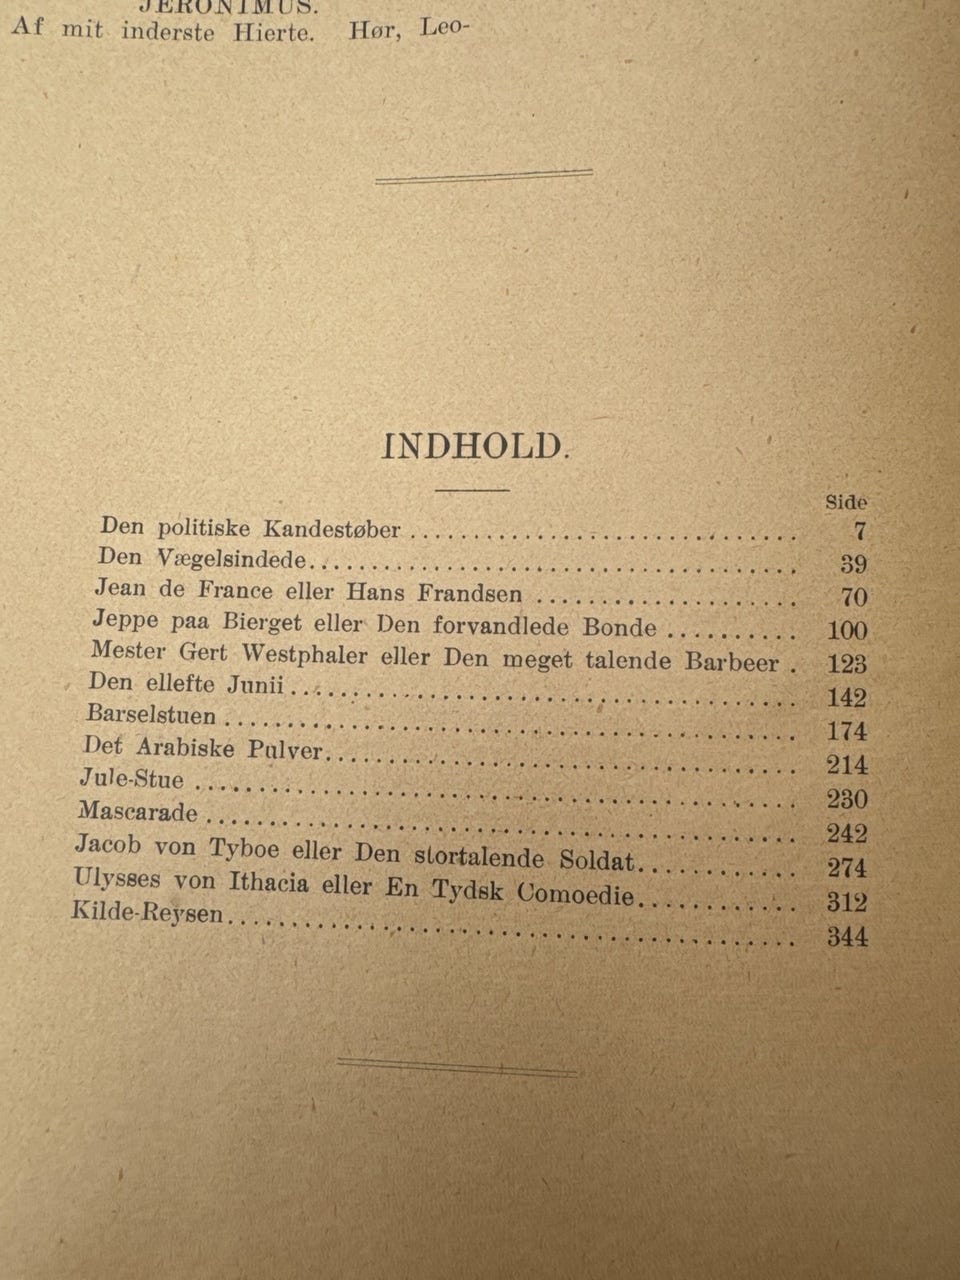 JERONIMUS.
Af mit inderste Hierte. Hør, Leo-
INDHOLD.
Side
Den politiske Kandestøber .............................. 7
Den Vægelsindede...................................... 39
Jean de France eller Hans Frandsen ..................... 70
Jeppe paa Bierget eller Den forvandlede Bonde .......... 100
Mester Gert Westphaler eller Den meget talende Barbeer . 123
Den ellefte Junii........................................ 142
Barselstuen ............................................. 174
Det Arabiske Pulver..................................... 214
Jule-Stue ............................................... 230
Mascarade ............................................... 242
Jacob von Tyboe eller Den stortalende Soldat............. 274
Ulysses von Ithacia eller En Tydsk Comoedie............. 312
Kilde-Reysen............................................. 344